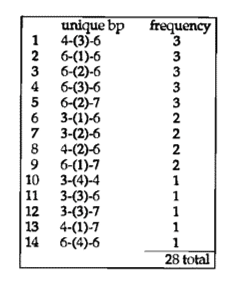 unique bp frequency
1 4-(3)-6 3
2 6-(1)-6 3
3 6-(2)-6 3
4 6-(3)-6 3
5 6-(2)-7 3
6 3-(1)-6 2
7 3-(2)-6 2
8 4-(2)-6 2
9 6-(1)-7 2
10 3-(4)-4 1
11 3-(3)-6 1
12 3-(3)-7 1
13 4-(1)-7 1
14 6-(4)-6 1
28 total